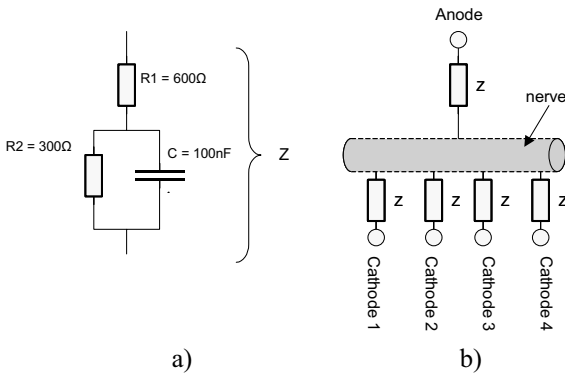 R1 = 600Ω
R2 = 300Ω
C = 100nF
Z
a)
Anode
z
nerve
z
z
z
z
Cathode 1
Cathode 2
Cathode 3
Cathode 4
b)